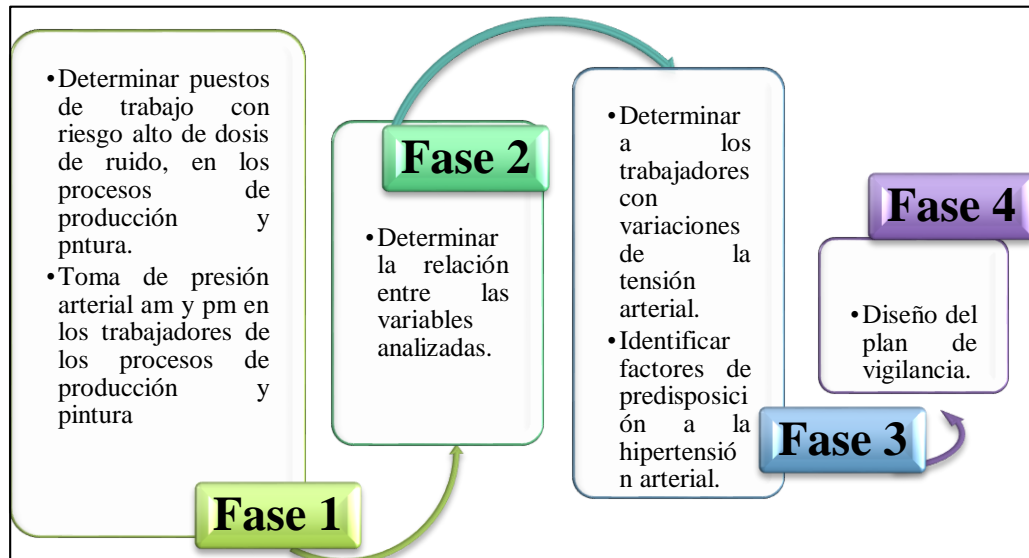 •Determinar puestos
de trabajo con
riesgo alto de dosis
de ruido, en los
procesos de
producción y
pntura.
•Toma de presión
arterial am y pm en
los trabajadores de
los procesos de
producción y
pintura
Fase 1
Fase 2
•Determinar
la relación
entre las
variables
analizadas.
•Determinar
a los
trabajadores
con
variaciones
de la
tensión
arterial.
•Identificar
factores de
predisposici
ón a la
hipertensió
n arterial.
Fase 3
Fase 4
•Diseño del
plan de
vigilancia.